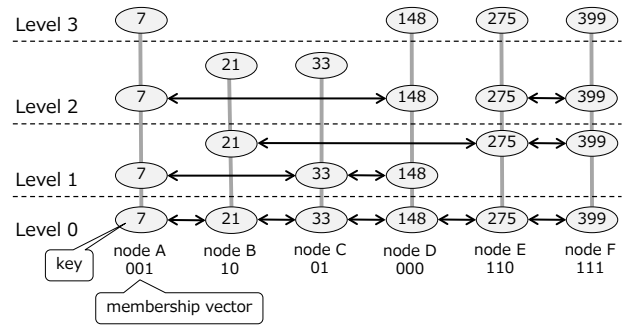 Level 3
7 148 275 399
21 33
Level 2
7 148 275 399
21 275 399
Level 1
7 33 148
Level 0
7 21 33 148 275 399
node A node B node C node D node E node F
001 10 01 000 110 111
key
membership vector